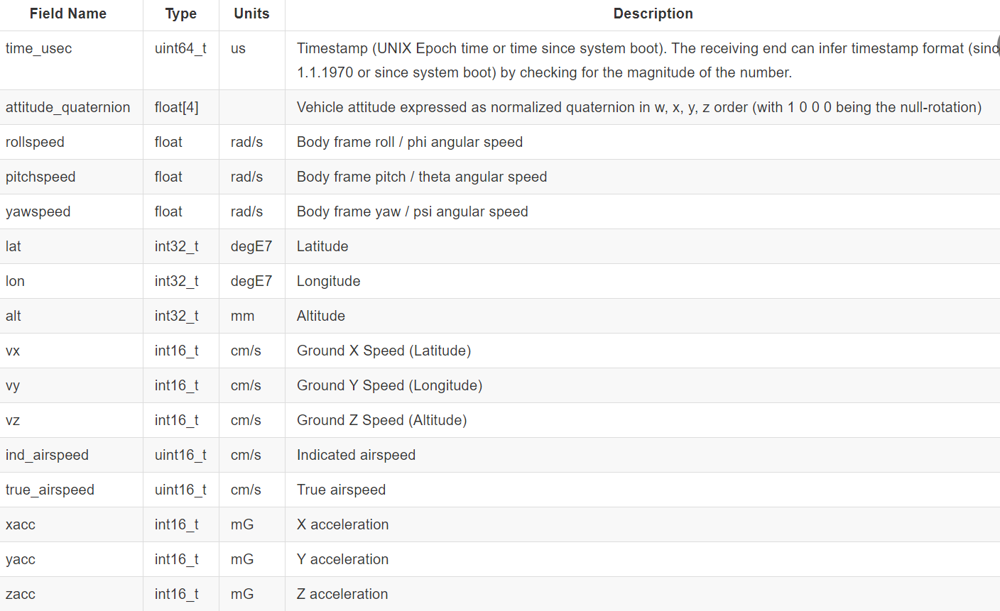 Field Name Type Units Description
time_usec uint64_t us Timestamp (UNIX Epoch time or time since system boot). The receiving end can infer timestamp format (sinc
1.1.1970 or since system boot) by checking for the magnitude of the number.
attitude_quaternion float[4] Vehicle attitude expressed as normalized quaternion in w, x, y, z order (with 1 0 0 0 being the null-rotation)
rollspeed float rad/s Body frame roll / phi angular speed
pitchspeed float rad/s Body frame pitch / theta angular speed
yawspeed float rad/s Body frame yaw / psi angular speed
lat int32_t degE7 Latitude
lon int32_t degE7 Longitude
alt int32_t mm Altitude
vx int16_t cm/s Ground X Speed (Latitude)
vy int16_t cm/s Ground Y Speed (Longitude)
vz int16_t cm/s Ground Z Speed (Altitude)
ind_airspeed uint16_t cm/s Indicated airspeed
true_airspeed uint16_t cm/s True airspeed
xacc int16_t mG X acceleration
yacc int16_t mG Y acceleration
zacc int16_t mG Z acceleration